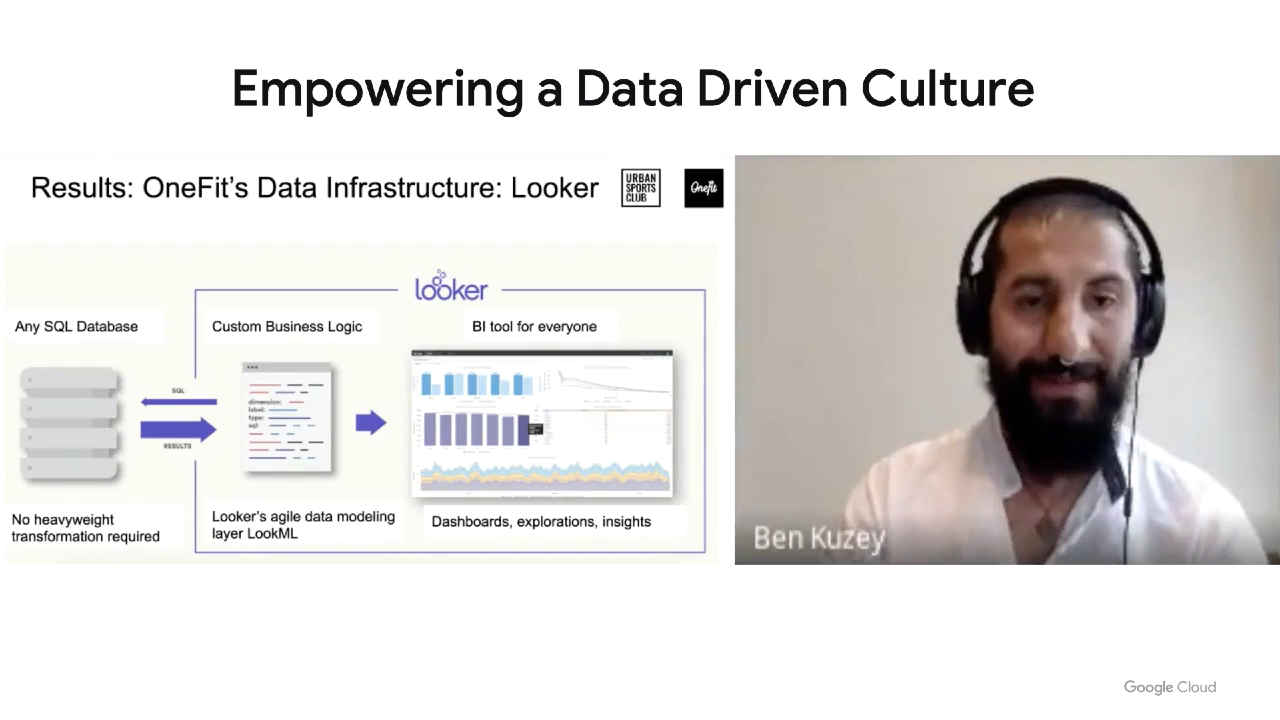 Empowering a Data Driven Culture
Results: OneFit's Data Infrastructure: Looker
URBAN
SPORTS
CLUB
Onefit
looker
Any SQL Database
Custom Business Logic
BI tool for everyone
SQL
RESULTS
dimension:
label:
type:
sql:
No heavyweight
transformation required
Looker's agile data modeling
layer LookML
Dashboards, explorations, insights
Ben Kuzey
Google Cloud